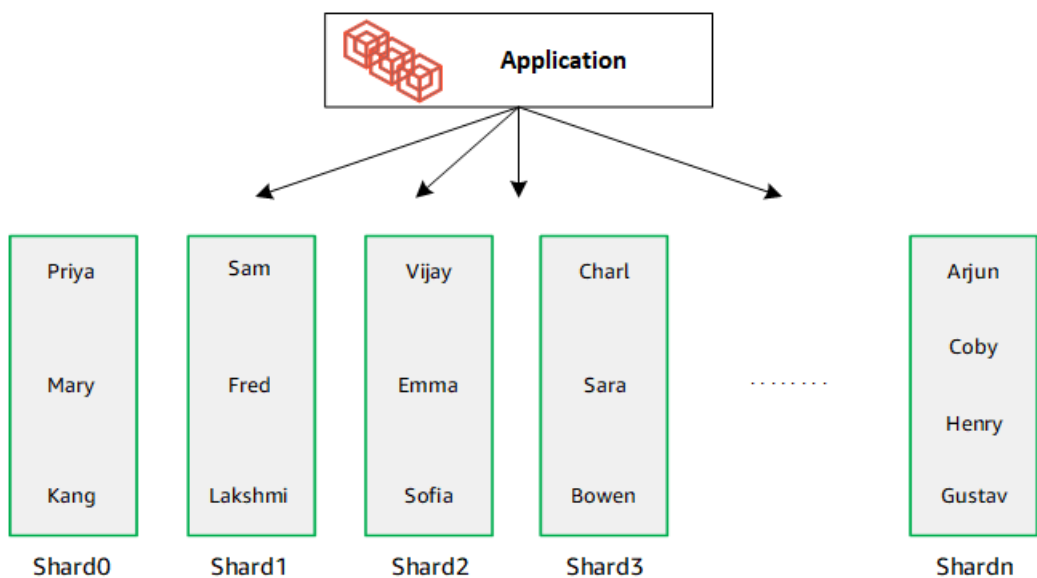 Application
Priya
Mary
Kang
Shard0
Sam
Fred
Lakshmi
Shard1
Vijay
Emma
Sofia
Shard2
Charl
Sara
Bowen
Shard3
........
Arjun
Coby
Henry
Gustav
Shardn